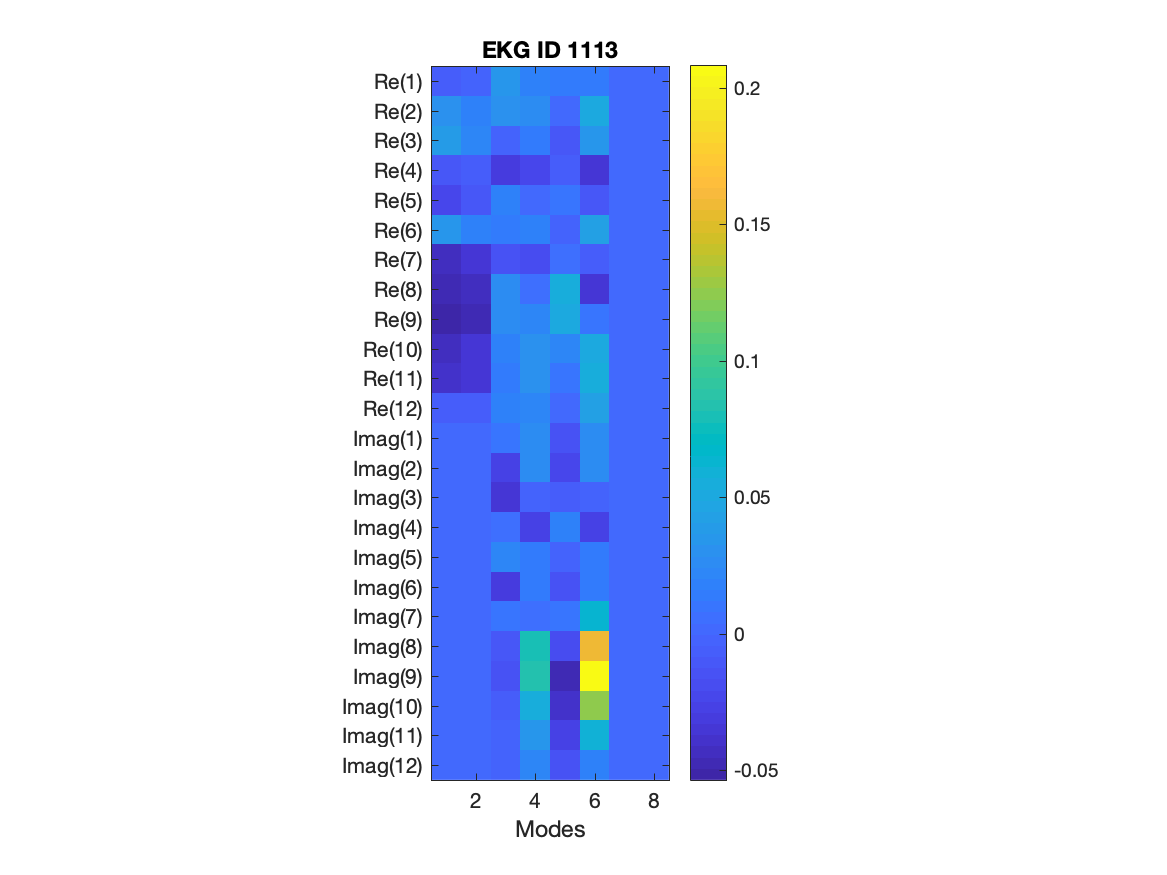 EKG ID 1113
Re(1)
Re(2)
Re(3)
Re(4)
Re(5)
Re(6)
Re(7)
Re(8)
Re(9)
Re(10)
Re(11)
Re(12)
Imag(1)
Imag(2)
Imag(3)
Imag(4)
Imag(5)
Imag(6)
Imag(7)
Imag(8)
Imag(9)
Imag(10)
Imag(11)
Imag(12)
2 4 6 8
Modes
0.2
0.15
0.1
0.05
0
-0.05